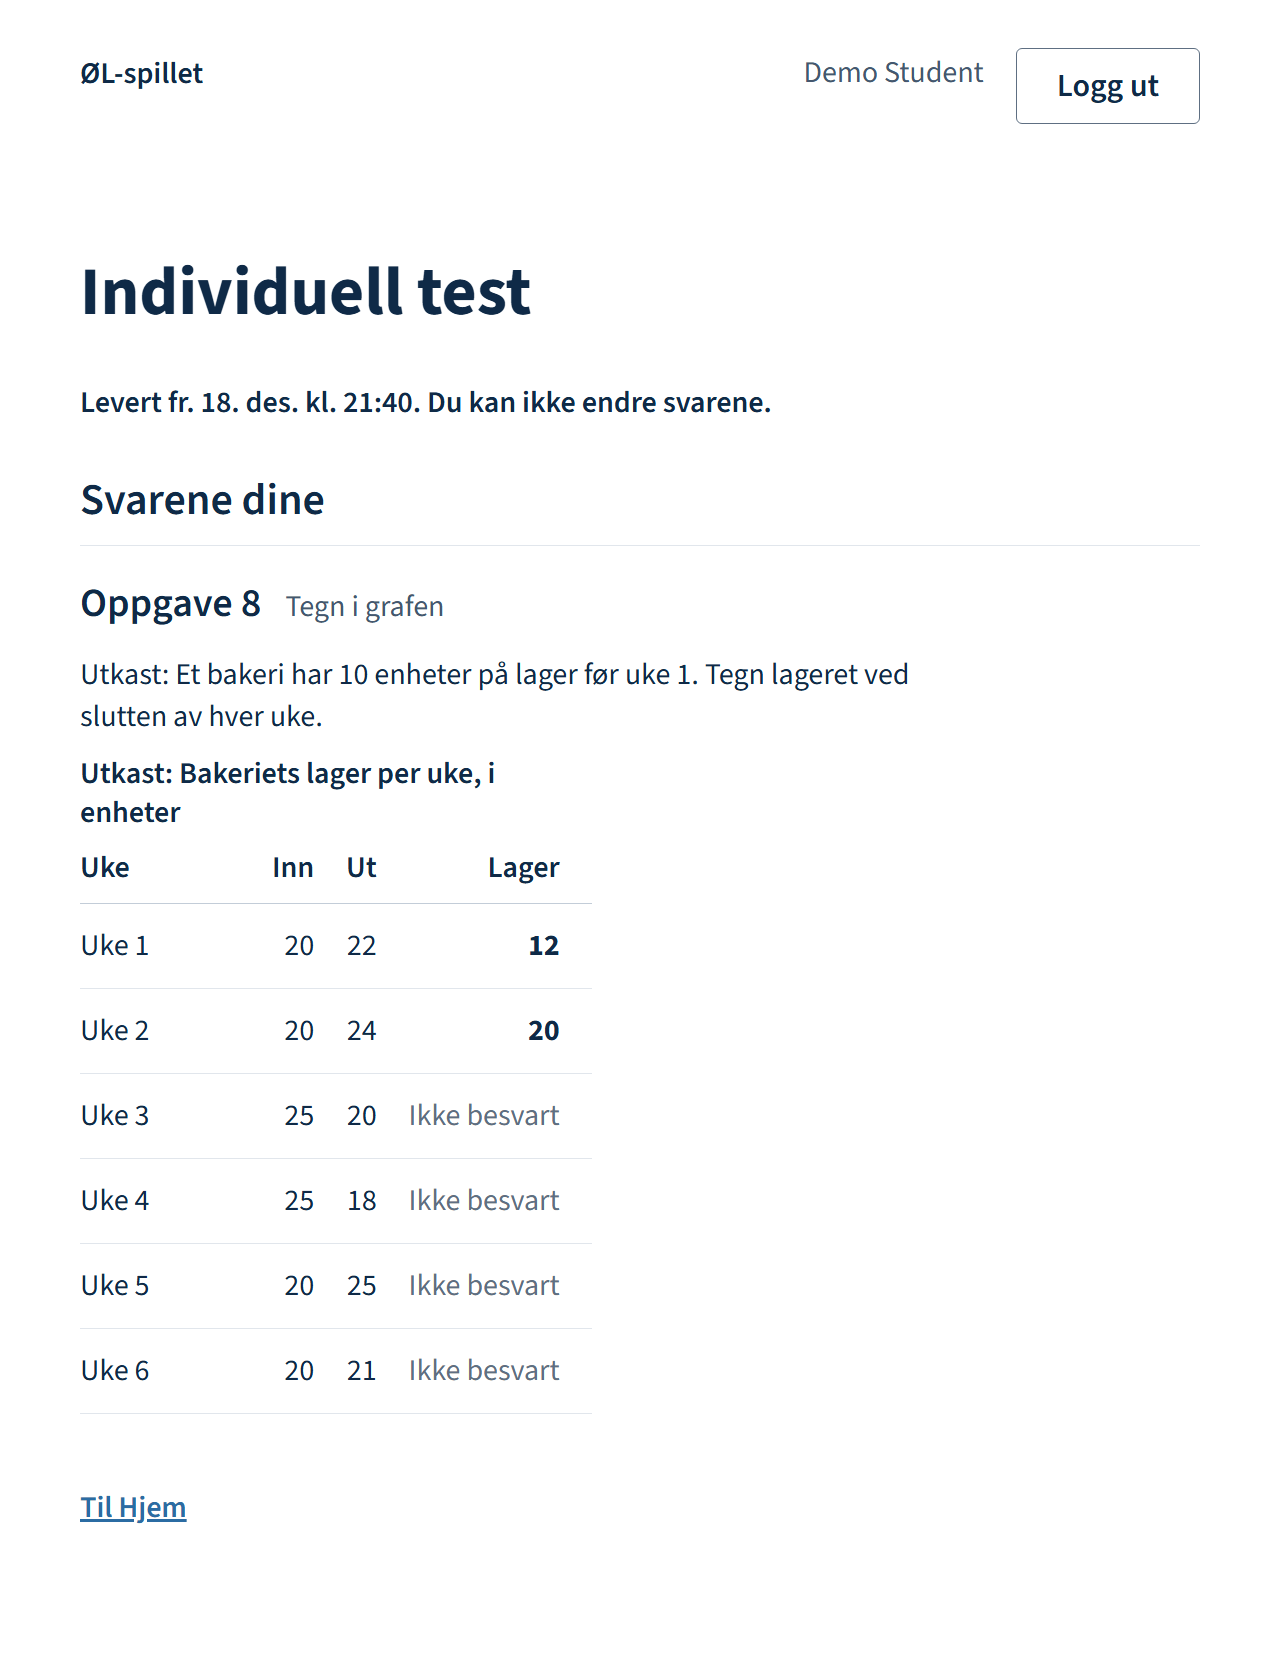 ØL-spillet
Demo Student
Logg ut
Individuell test
Levert fr. 18. des. kl. 21:40. Du kan ikke endre svarene.
Svarene dine
Oppgave 8 Tegn i grafen
Utkast: Et bakeri har 10 enheter på lager før uke 1. Tegn lageret ved
slutten av hver uke.
Utkast: Bakeriets lager per uke, i
enheter
Uke Inn Ut Lager
Uke 1 20 22 12
Uke 2 20 24 20
Uke 3 25 20 Ikke besvart
Uke 4 25 18 Ikke besvart
Uke 5 20 25 Ikke besvart
Uke 6 20 21 Ikke besvart
Til Hjem